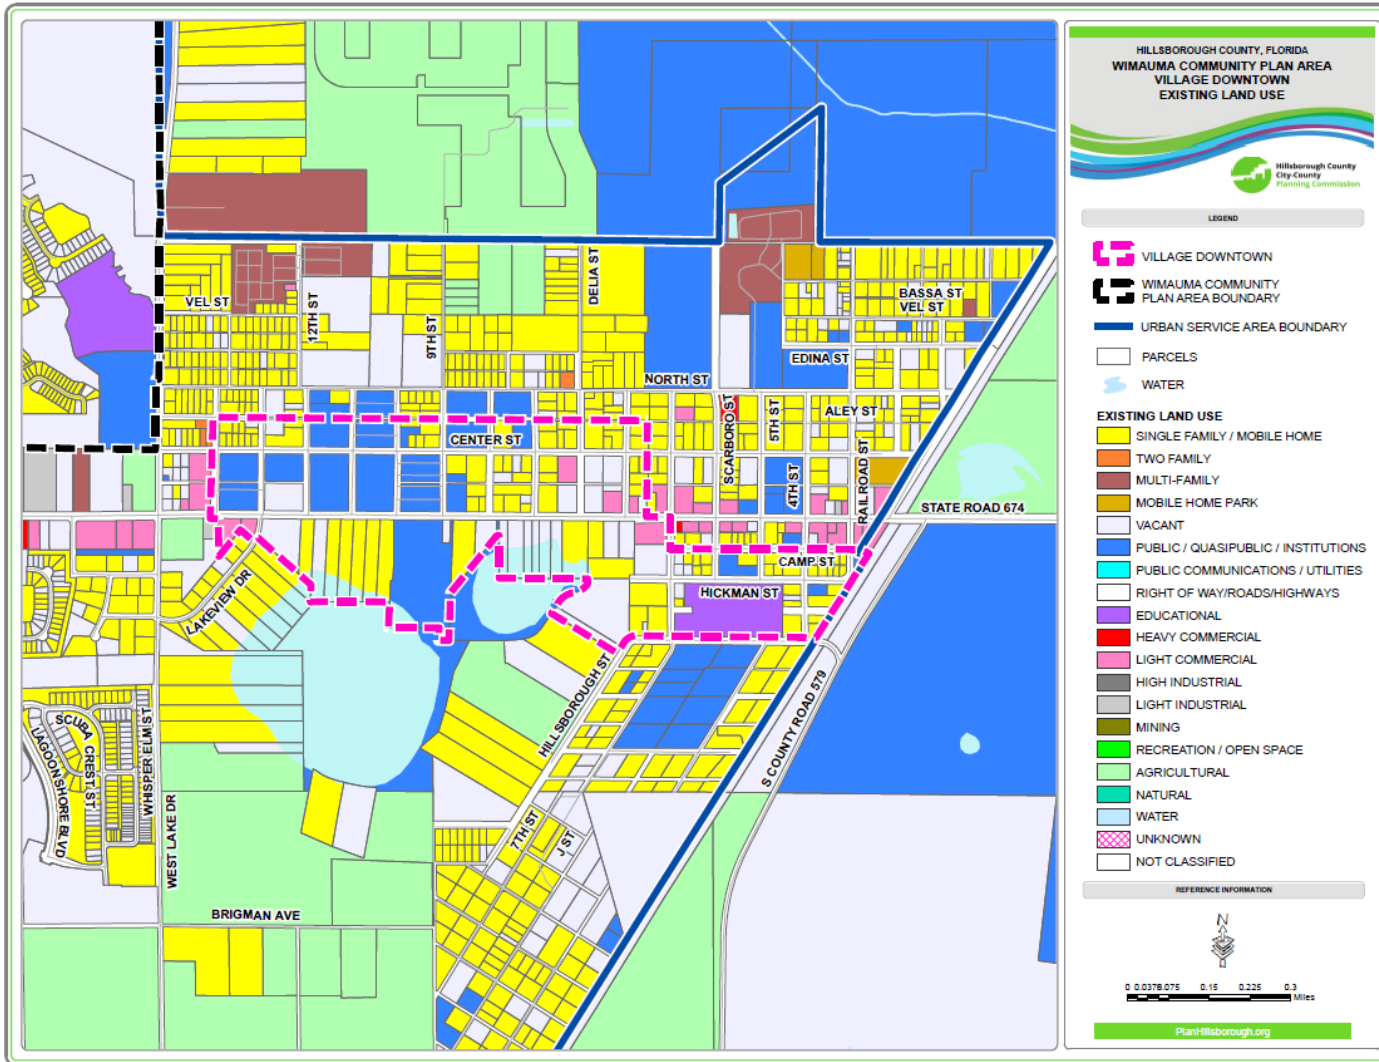 HILLSBOROUGH COUNTY, FLORIDA
WIMAUMA COMMUNITY PLAN AREA
VILLAGE DOWNTOWN
EXISTING LAND USE
Hillsborough County
City-County
Planning Commission
LEGEND
VILLAGE DOWNTOWN
WIMAUMA COMMUNITY
PLAN AREA BOUNDARY
URBAN SERVICE AREA BOUNDARY
PARCELS
WATER
EXISTING LAND USE
SINGLE FAMILY / MOBILE HOME
TWO FAMILY
MULTI-FAMILY
MOBILE HOME PARK
VACANT
PUBLIC / QUASIPUBLIC / INSTITUTIONS
PUBLIC COMMUNICATIONS / UTILITIES
RIGHT OF WAY/ROADS/HIGHWAYS
EDUCATIONAL
HEAVY COMMERCIAL
LIGHT COMMERCIAL
HIGH INDUSTRIAL
LIGHT INDUSTRIAL
MINING
RECREATION / OPEN SPACE
AGRICULTURAL
NATURAL
WATER
UNKNOWN
NOT CLASSIFIED
REFERENCE INFORMATION
N
0 0.0375 0.075 0.15 0.225 0.3
Miles
PlanHillsborough.org
DELIA ST
VEL ST
12TH ST
9TH ST
BASSA ST
VEL ST
EDINA ST
NORTH ST
SCARBORO ST
5TH ST
ALEY ST
CENTER ST
4TH ST
RAILROAD ST
STATE ROAD 674
CAMP ST
HICKMAN ST
LAKEVIEW DR
HILLSBOROUGH ST
S COUNTY ROAD 579
SCUBA CREST ST
LAGOON SHORE BLVD
WHISPER ELM ST
WEST LAKE DR
7TH ST
J ST
BRIGMAN AVE